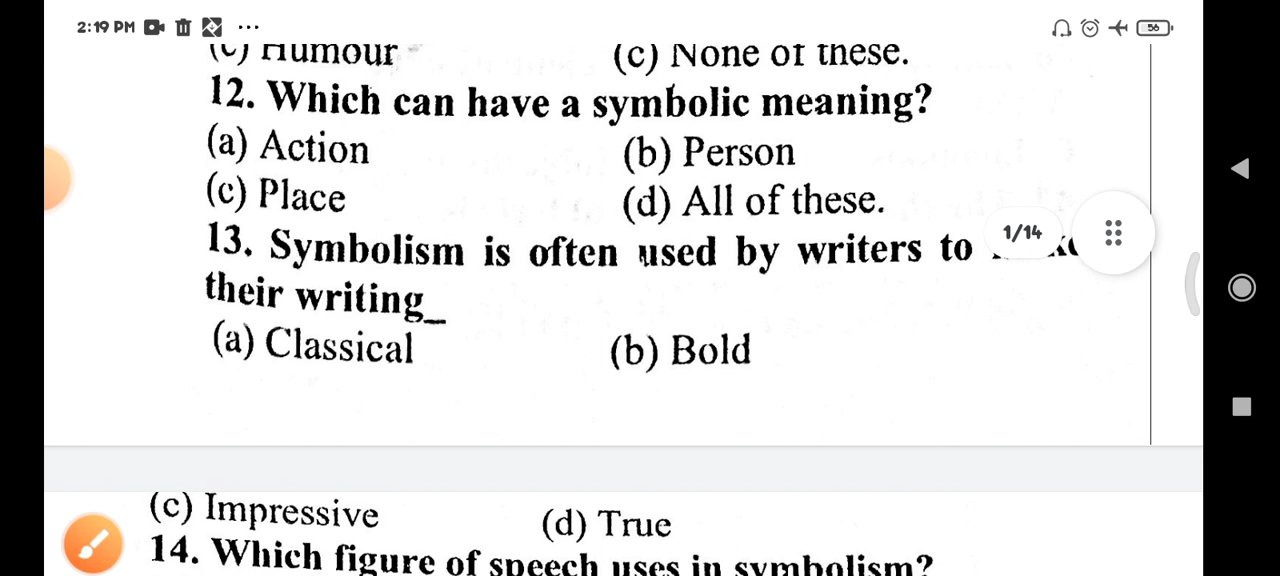 2:19 PM ...
56
(c) Humour (c) None of these.
12. Which can have a symbolic meaning?
(a) Action (b) Person
(c) Place (d) All of these.
1/14
13. Symbolism is often used by writers to
their writing_
(a) Classical (b) Bold
(c) Impressive (d) True
14. Which figure of speech uses in symbolism?